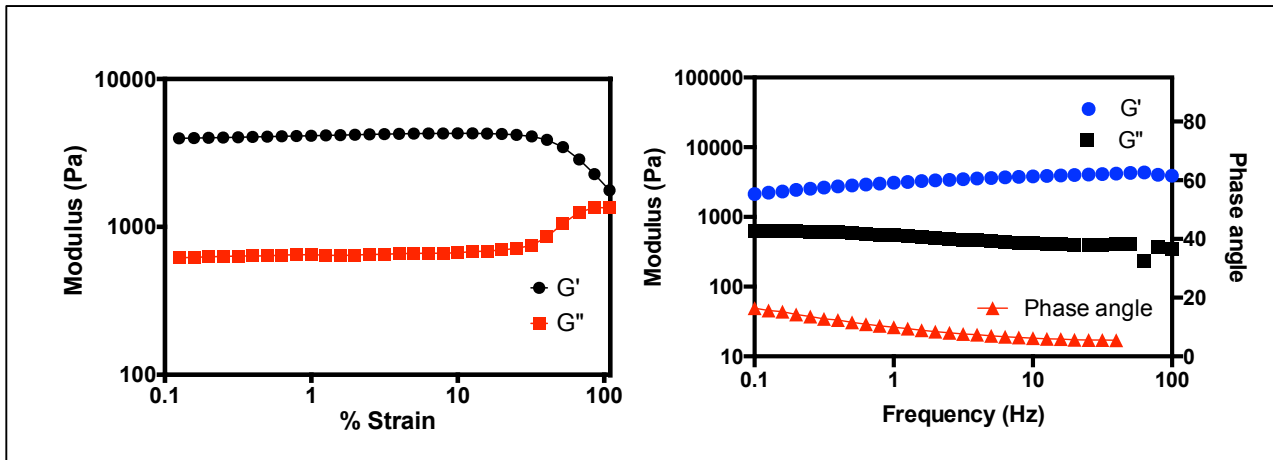 10000
1000
100
Modulus (Pa)
0.1 1 10 100
% Strain
G'
G"
100000
10000
1000
100
10
Modulus (Pa)
0.1 1 10 100
Frequency (Hz)
G'
G"
Phase angle
80
60
40
20
0
Phase angle